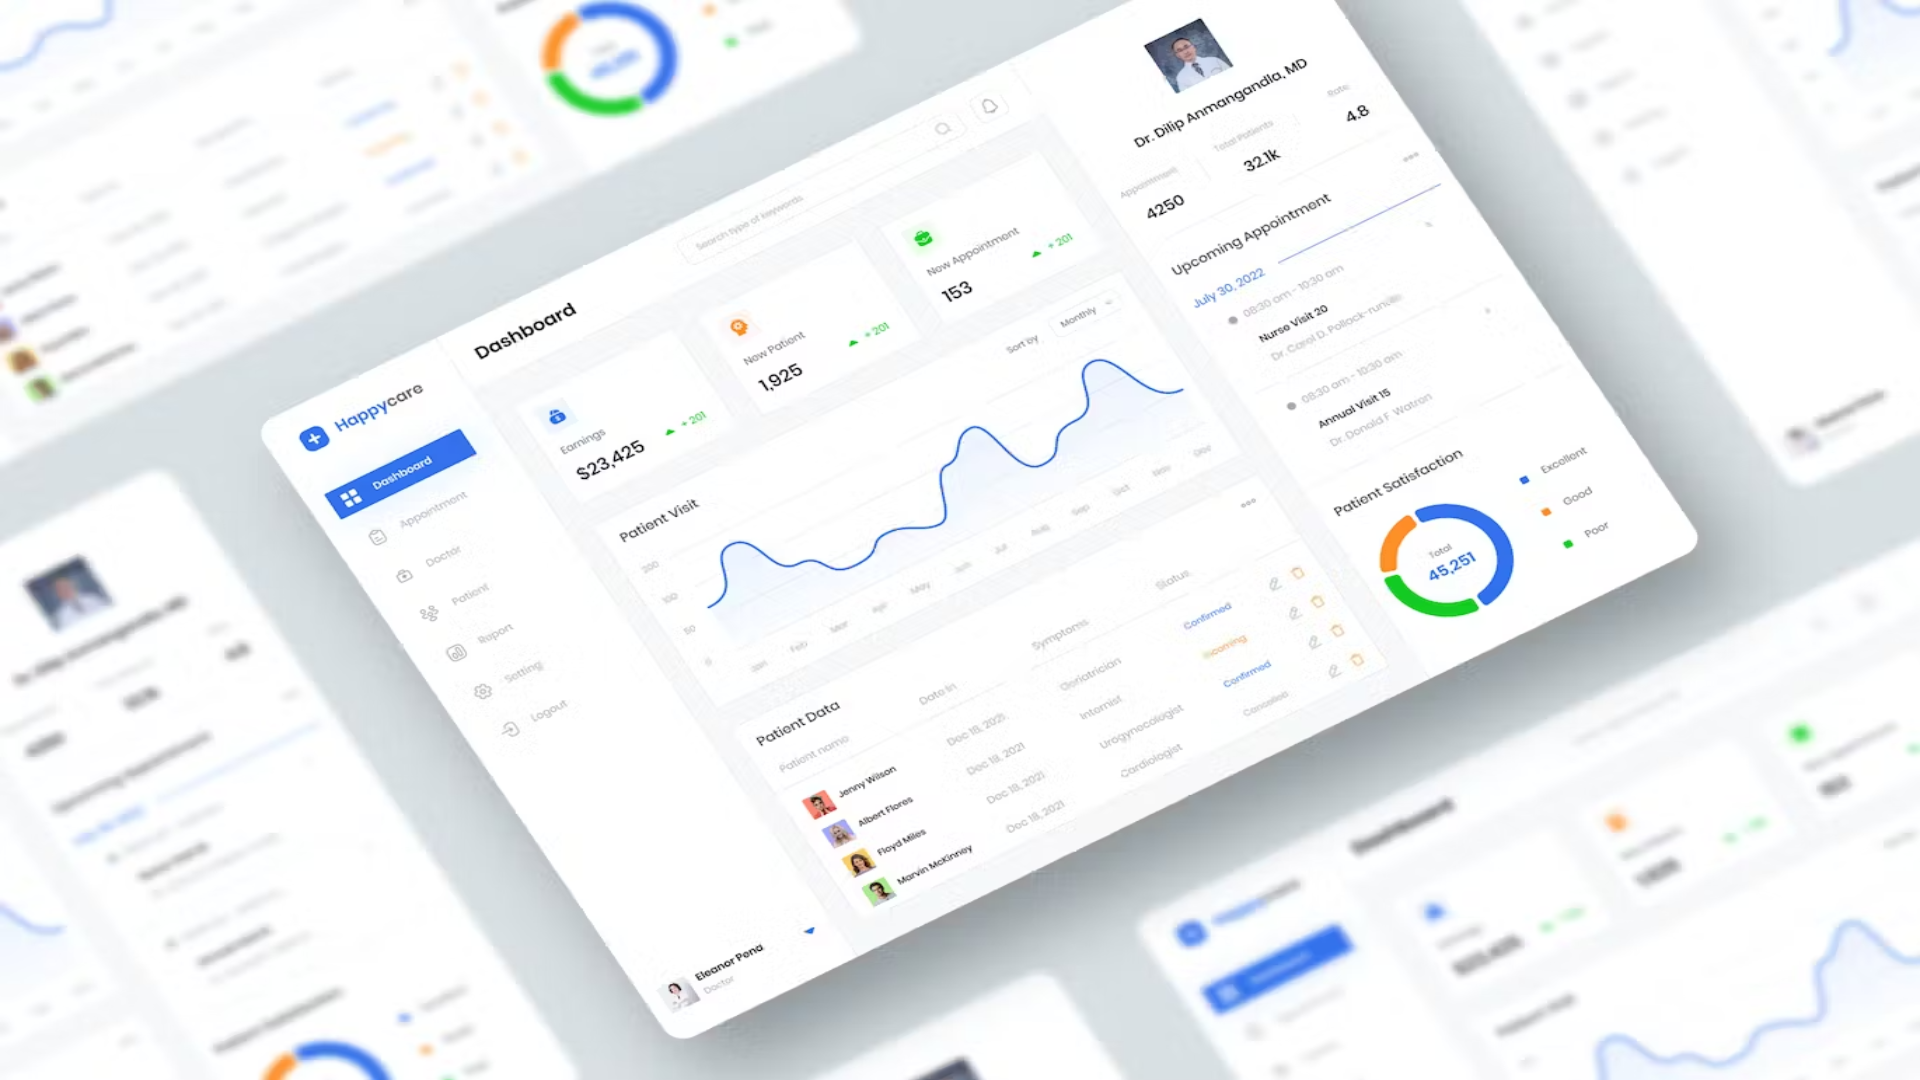 Happycare
Dashboard
Appointment
Doctor
Patient
Report
Setting
Logout
Eleanor Pena
Doctor
Dashboard
Search type of keywords
Earnings
$23,425
+ 201
New Patient
1,925
+ 201
New Appointment
153
+ 201
Patient Visit
Sort by
Monthly
200
100
50
0
Jan Feb Mar Apr May Jun Jul Aug Sep Oct Nov Dec
Patient Data
Patient name Date In Symptoms Status
Jenny Wilson Dec 18, 2021 Geriatrician Confirmed
Albert Flores Dec 18, 2021 Internist Incoming
Floyd Miles Dec 18, 2021 Urogynecologist Confirmed
Marvin McKinney Dec 18, 2021 Cardiologist Cancelled
Dr. Dilip Anmangandla, MD
Appointment Total Patients Rate
4250 32.1k 4.8
Upcoming Appointment
July 30, 2022
08:30 am - 10:30 am
Nurse Visit 20
Dr. Carol D. Pollack-rundle
08:30 am - 10:30 am
Annual Visit 15
Dr. Donald F. Watron
Patient Satisfaction
Total
45,251
Excellent
Good
Poor